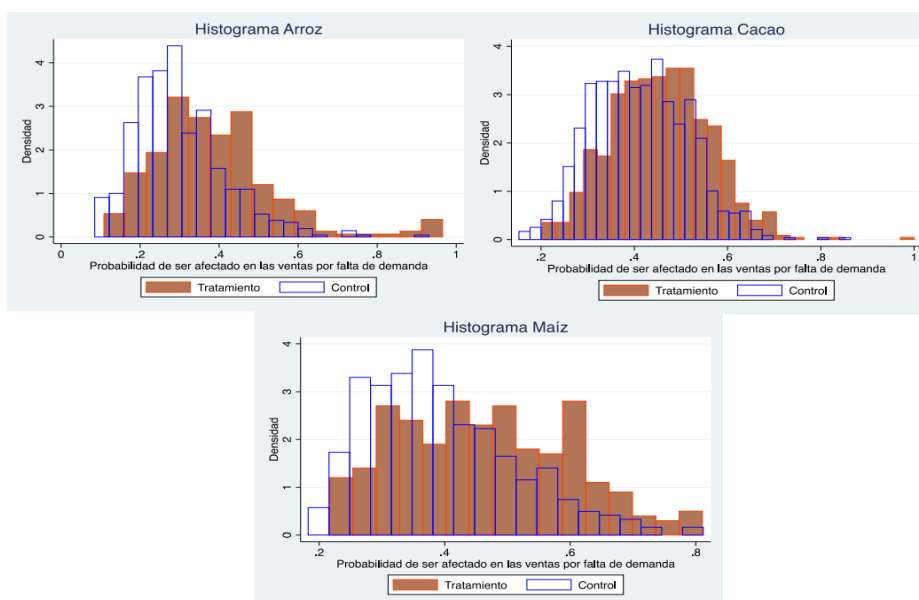 Histograma Arroz
Densidad
4
3
2
1
0
0
.2
.4
.6
.8
1
Probabilidad de ser afectado en las ventas por falta de demanda
Tratamiento
Control
Histograma Cacao
Densidad
4
3
2
1
0
.2
.4
.6
.8
1
Probabilidad de ser afectado en las ventas por falta de demanda
Tratamiento
Control
Histograma Maíz
Densidad
4
3
2
1
0
.2
.4
.6
.8
Probabilidad de ser afectado en las ventas por falta de demanda
Tratamiento
Control